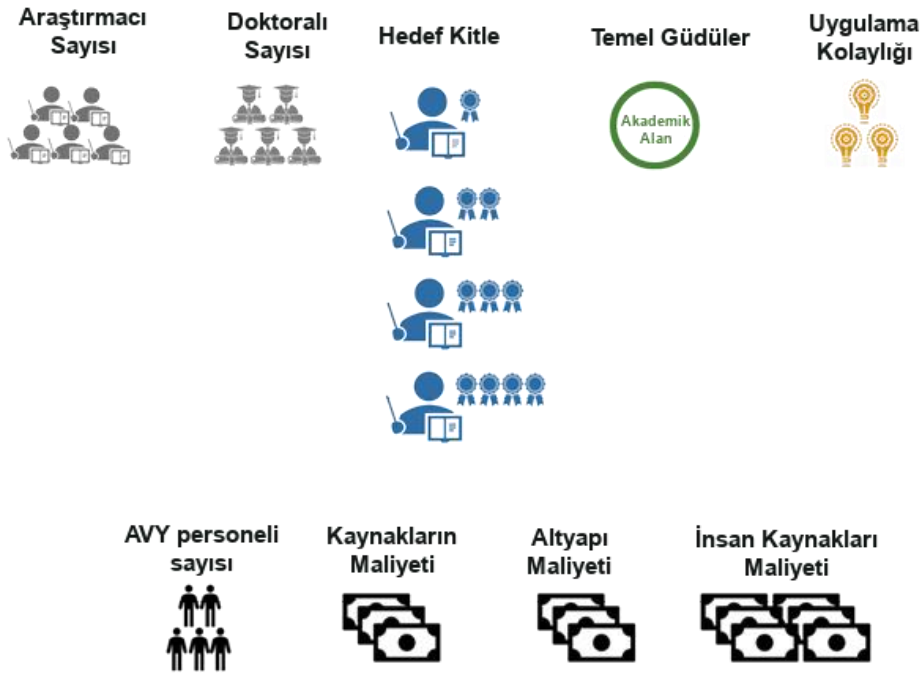 Araştırmacı
Sayısı
Doktoralı
Sayısı
Hedef Kitle
Temel Güdüler
Uygulama
Kolaylığı
Akademik
Alan
AVY personeli
sayısı
Kaynakların
Maliyeti
Altyapı
Maliyeti
İnsan Kaynakları
Maliyeti